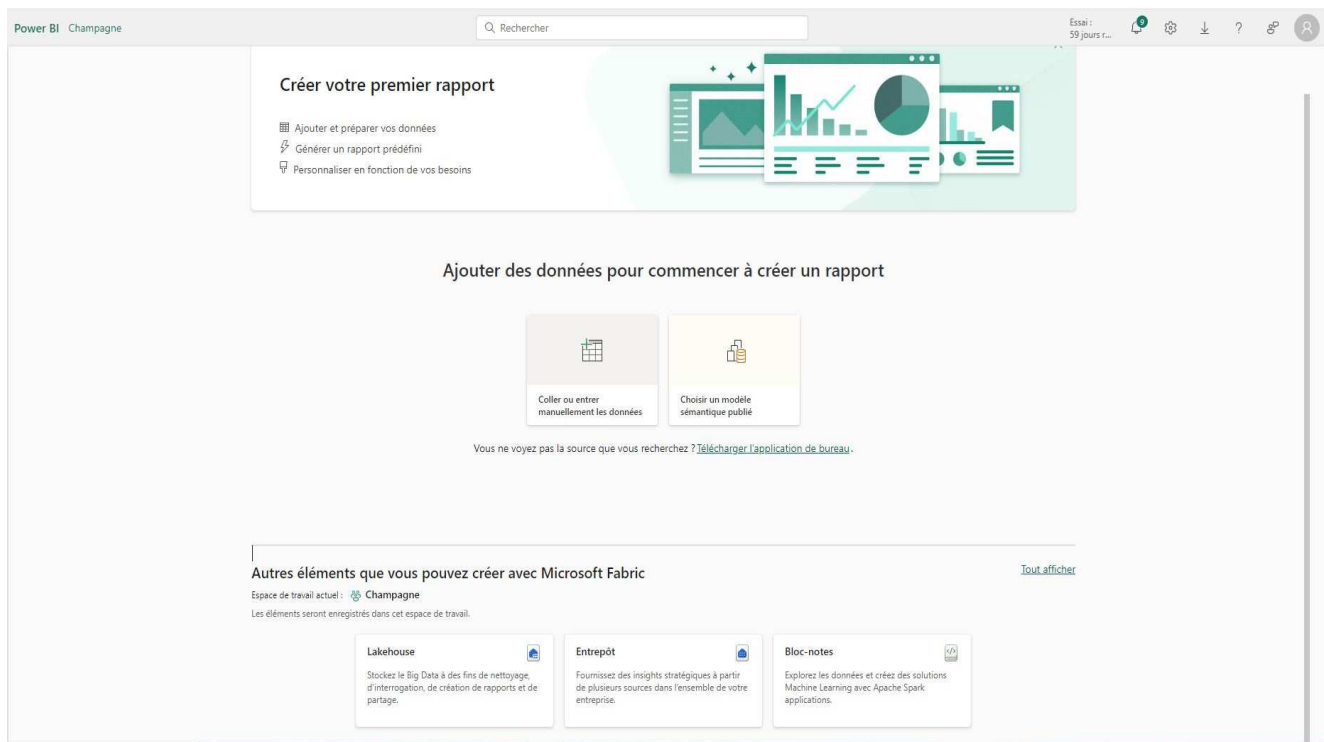 Power BI Champagne
Rechercher
Essai :
59 jours r...
9
?
Créer votre premier rapport
Ajouter et préparer vos données
Générer un rapport prédéfini
Personnaliser en fonction de vos besoins
Ajouter des données pour commencer à créer un rapport
Coller ou entrer
manuellement les données
Choisir un modèle
sémantique publié
Vous ne voyez pas la source que vous recherchez ? Télécharger l'application de bureau.
Autres éléments que vous pouvez créer avec Microsoft Fabric
Tout afficher
Espace de travail actuel : Champagne
Les éléments seront enregistrés dans cet espace de travail.
Lakehouse
Stockez le Big Data à des fins de nettoyage,
d'interrogation, de création de rapports et de
partage.
Entrepôt
Fournissez des insights stratégiques à partir
de plusieurs sources dans l'ensemble de votre
entreprise.
Bloc-notes
Explorez les données et créez des solutions
Machine Learning avec Apache Spark
applications.